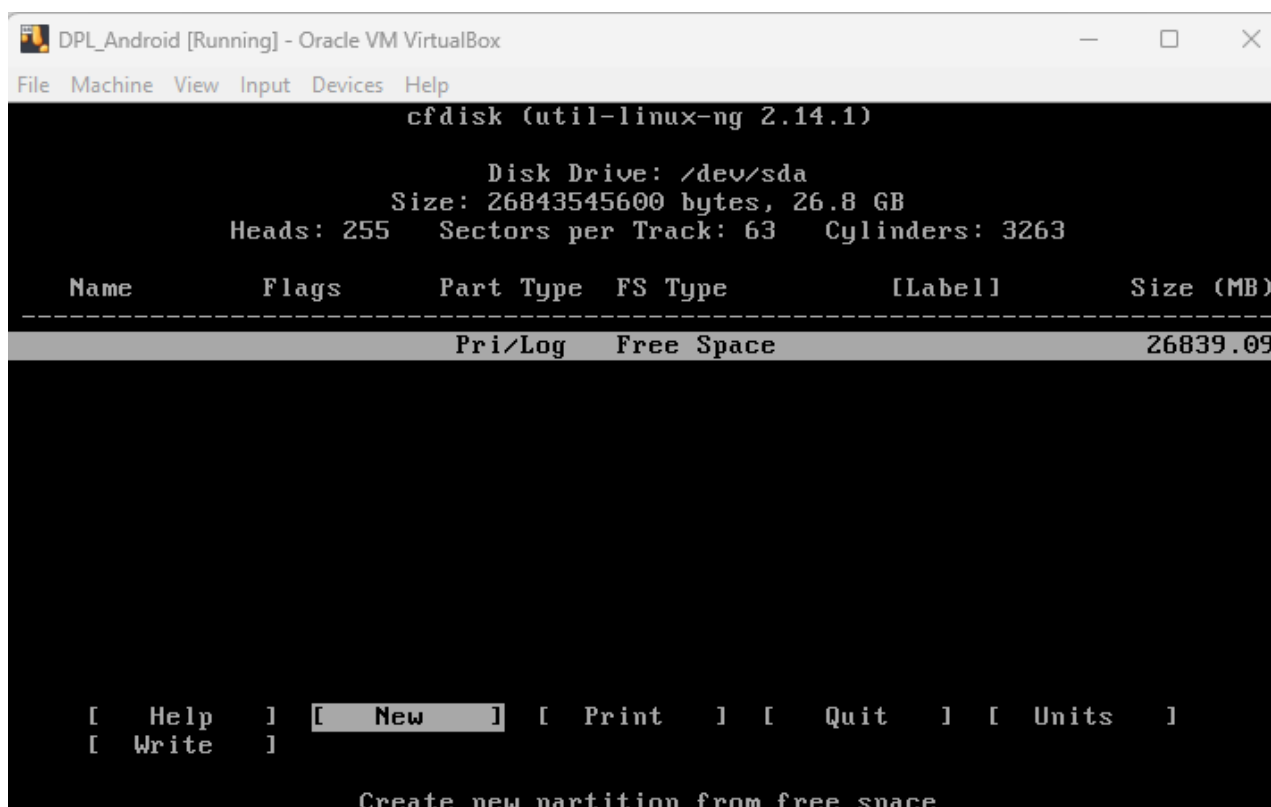 DPL_Android [Running] - Oracle VM VirtualBox
File Machine View Input Devices Help
cfdisk (util-linux-ng 2.14.1)
Disk Drive: /dev/sda
Size: 26843545600 bytes, 26.8 GB
Heads: 255 Sectors per Track: 63 Cylinders: 3263
Name Flags Part Type FS Type [Label] Size (MB)
Pri/Log Free Space 26839.09
[ Help ] [ New ] [ Print ] [ Quit ] [ Units ]
[ Write ]
Create new partition from free space